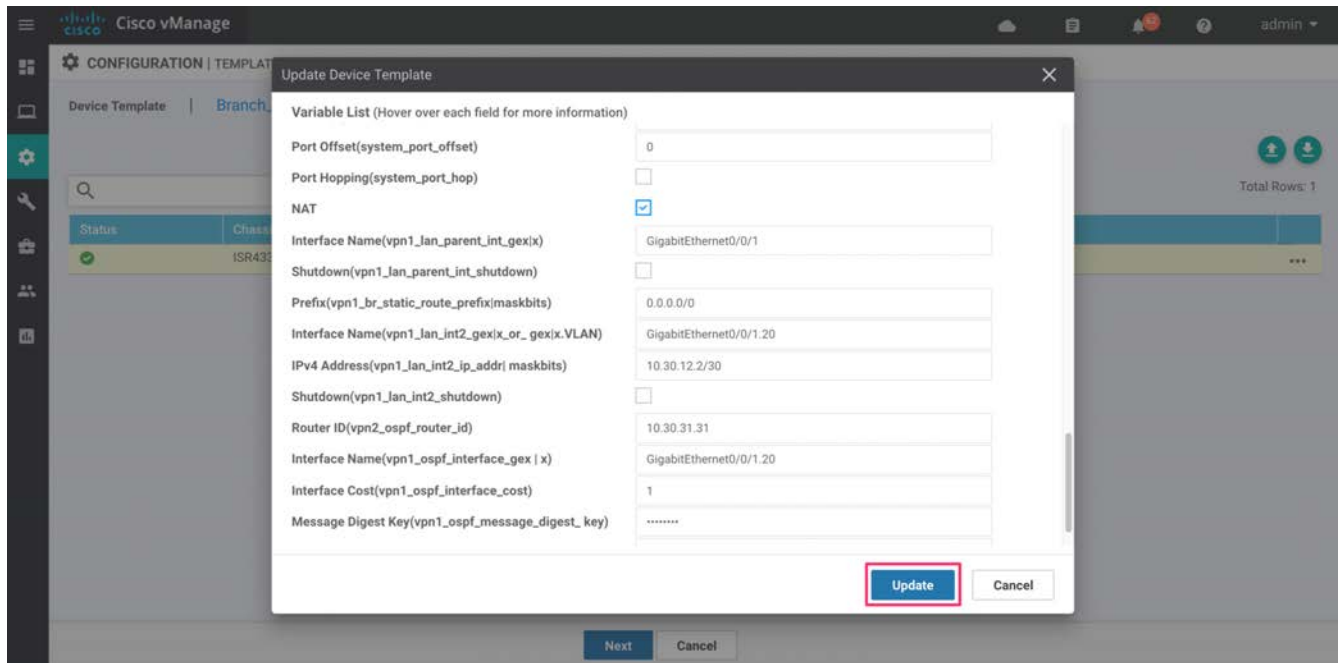 cisco Cisco vManage admin
CONFIGURATION | TEMPLAT
Update Device Template
Device Template | Branch_
Variable List (Hover over each field for more information)
Port Offset(system_port_offset) 0
Port Hopping(system_port_hop)
Total Rows: 1
NAT
Status Chass
Interface Name(vpn1_lan_parent_int_gex|x) GigabitEthernet0/0/1
ISR433
Shutdown(vpn1_lan_parent_int_shutdown)
Prefix(vpn1_br_static_route_prefix|maskbits) 0.0.0.0/0
Interface Name(vpn1_lan_int2_gex|x_or_ gex|x.VLAN) GigabitEthernet0/0/1.20
IPv4 Address(vpn1_lan_int2_ip_addr| maskbits) 10.30.12.2/30
Shutdown(vpn1_lan_int2_shutdown)
Router ID(vpn2_ospf_router_id) 10.30.31.31
Interface Name(vpn1_ospf_interface_gex | x) GigabitEthernet0/0/1.20
Interface Cost(vpn1_ospf_interface_cost) 1
Message Digest Key(vpn1_ospf_message_digest_ key) ••••••••
Update Cancel
Next Cancel